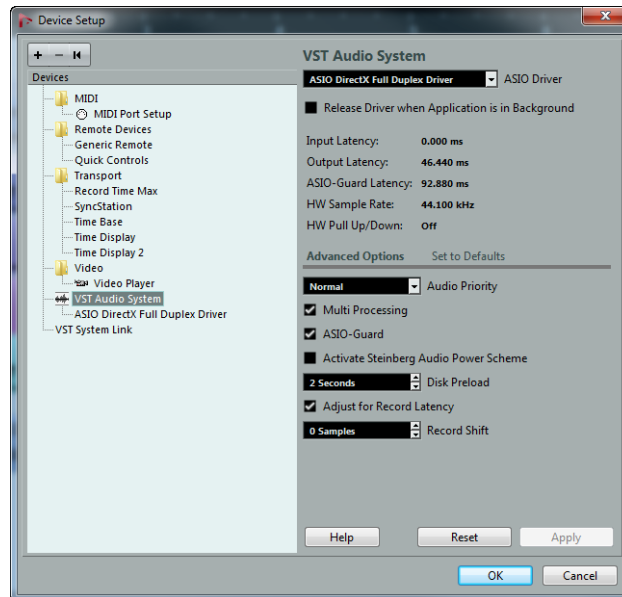 Device Setup
Devices
MIDI
MIDI Port Setup
Remote Devices
Generic Remote
Quick Controls
Transport
Record Time Max
SyncStation
Time Base
Time Display
Time Display 2
Video
Video Player
VST Audio System
ASIO DirectX Full Duplex Driver
VST System Link
VST Audio System
ASIO DirectX Full Duplex Driver ASIO Driver
Release Driver when Application is in Background
Input Latency: 0.000 ms
Output Latency: 46.440 ms
ASIO-Guard Latency: 92.880 ms
HW Sample Rate: 44.100 kHz
HW Pull Up/Down: Off
Advanced Options Set to Defaults
Normal Audio Priority
Multi Processing
ASIO-Guard
Activate Steinberg Audio Power Scheme
2 Seconds Disk Preload
Adjust for Record Latency
0 Samples Record Shift
Help Reset Apply
OK Cancel